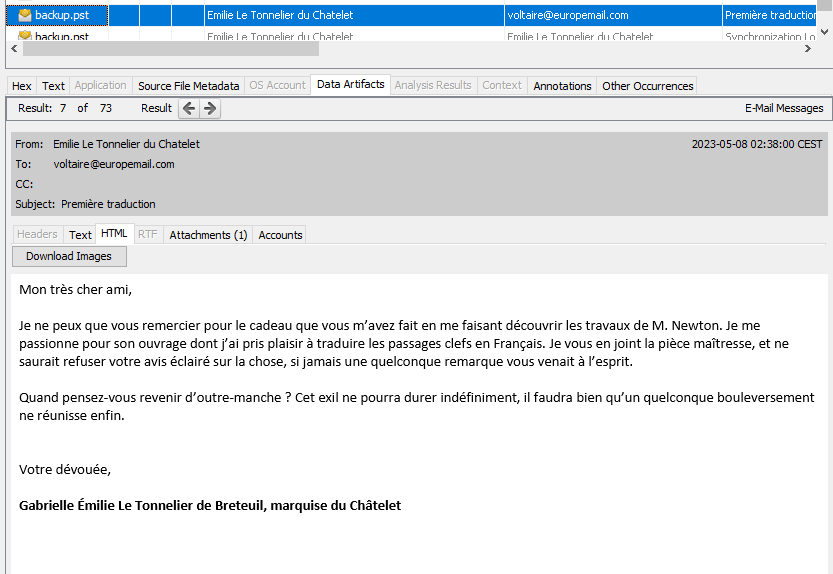 backup.pst Emilie Le Tonnelier du Chatelet voltaire@europemail.com Première traduction
backup.pst Emilie Le Tonnelier du Chatelet Emilie Le Tonnelier du Chatelet Synchronization Lo
Hex Text Application Source File Metadata OS Account Data Artifacts Analysis Results Context Annotations Other Occurrences
Result: 7 of 73 Result E-Mail Messages
From: Emilie Le Tonnelier du Chatelet 2023-05-08 02:38:00 CEST
To: voltaire@europemail.com
CC:
Subject: Première traduction
Headers Text HTML RTF Attachments (1) Accounts
Download Images
Mon très cher ami,
Je ne peux que vous remercier pour le cadeau que vous m’avez fait en me faisant découvrir les travaux de M. Newton. Je me
passionne pour son ouvrage dont j’ai pris plaisir à traduire les passages clefs en Français. Je vous en joint la pièce maîtresse, et ne
saurait refuser votre avis éclairé sur la chose, si jamais une quelconque remarque vous venait à l’esprit.
Quand pensez-vous revenir d’outre-manche ? Cet exil ne pourra durer indéfiniment, il faudra bien qu’un quelconque bouleversement
ne réunisse enfin.
Votre dévouée,
Gabrielle Émilie Le Tonnelier de Breteuil, marquise du Châtelet